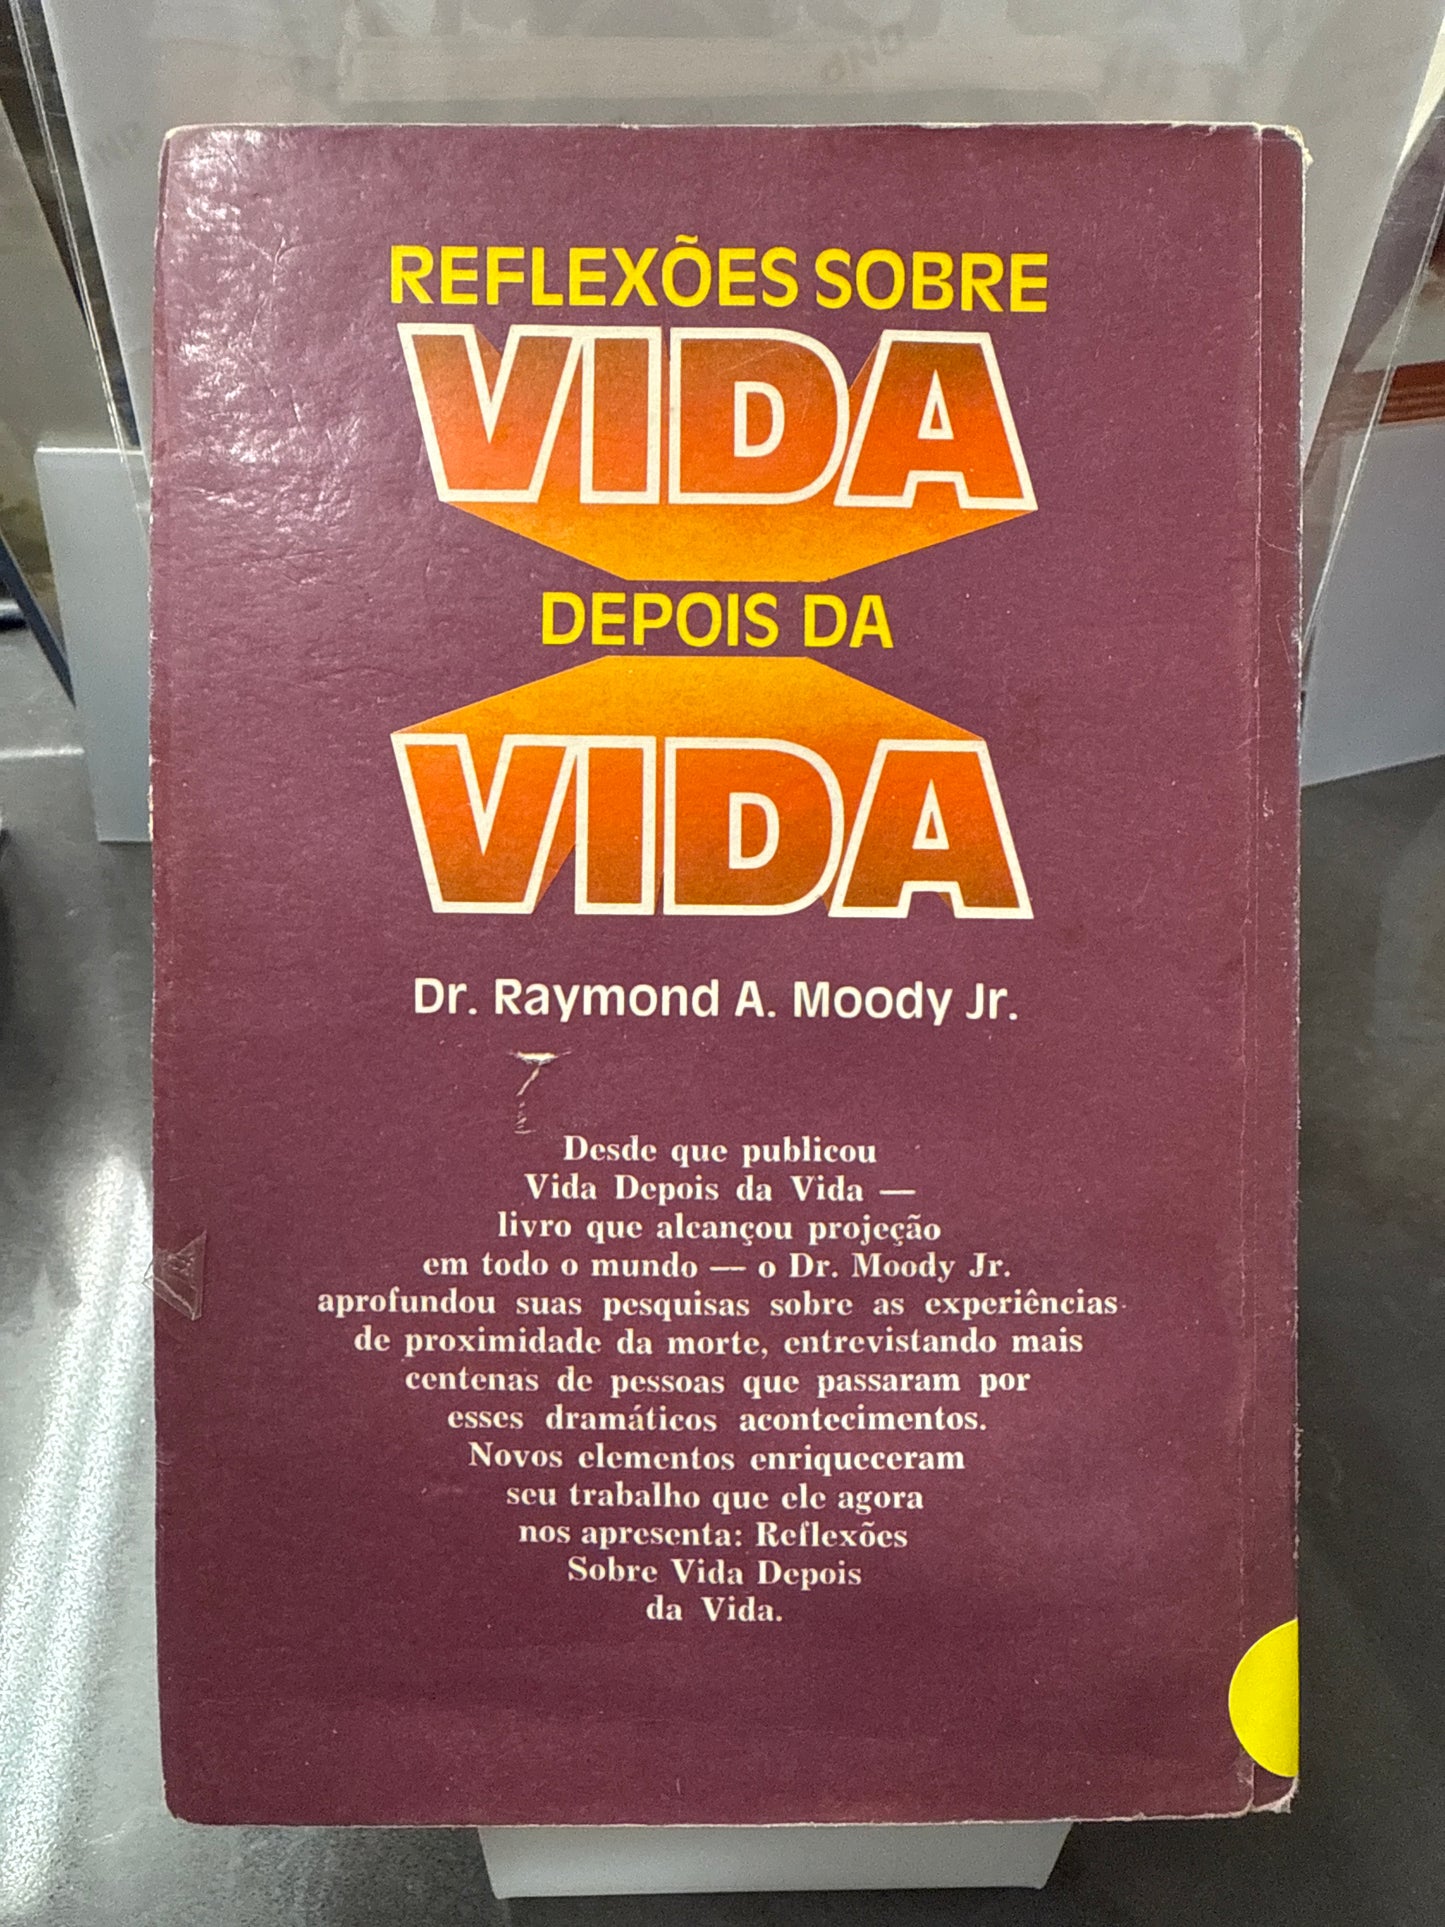 REFLEXÕES SOBRE
VIDA
DEPOIS DA
VIDA
Dr. Raymond A. Moody Jr.
Desde que publicou
Vida Depois da Vida —
livro que alcançou projeção
em todo o mundo — o Dr. Moody Jr.
aprofundou suas pesquisas sobre as experiências
de proximidade da morte, entrevistando mais
centenas de pessoas que passaram por
esses dramáticos acontecimentos.
Novos elementos enriqueceram
seu trabalho que ele agora
nos apresenta: Reflexões
Sobre Vida Depois
da Vida.